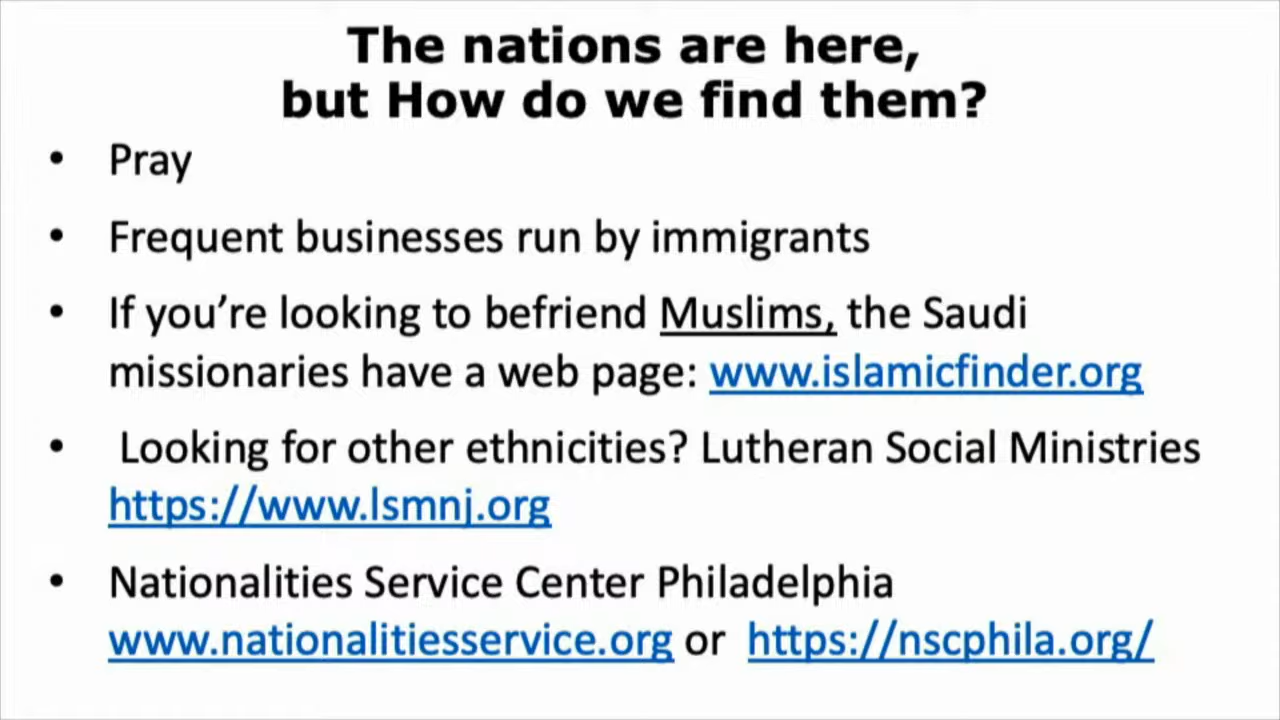 The nations are here,
but How do we find them?
• Pray
• Frequent businesses run by immigrants
• If you’re looking to befriend Muslims, the Saudi
missionaries have a web page: www.islamicfinder.org
• Looking for other ethnicities? Lutheran Social Ministries
https://www.lsmnj.org
• Nationalities Service Center Philadelphia
www.nationalitiesservice.org or https://nscphila.org/